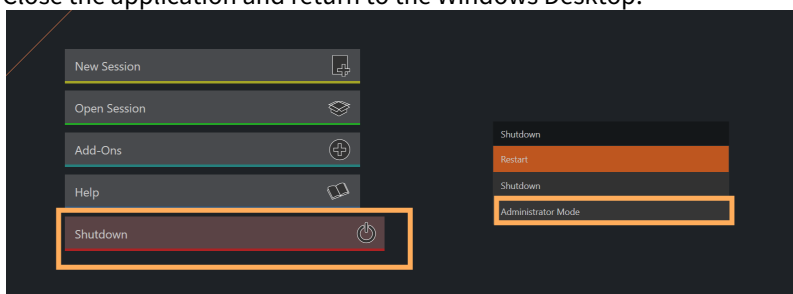 Close the application and return to the Windows Desktop.
New Session
Open Session
Add-Ons
Help
Shutdown
Shutdown
Restart
Shutdown
Administrator Mode